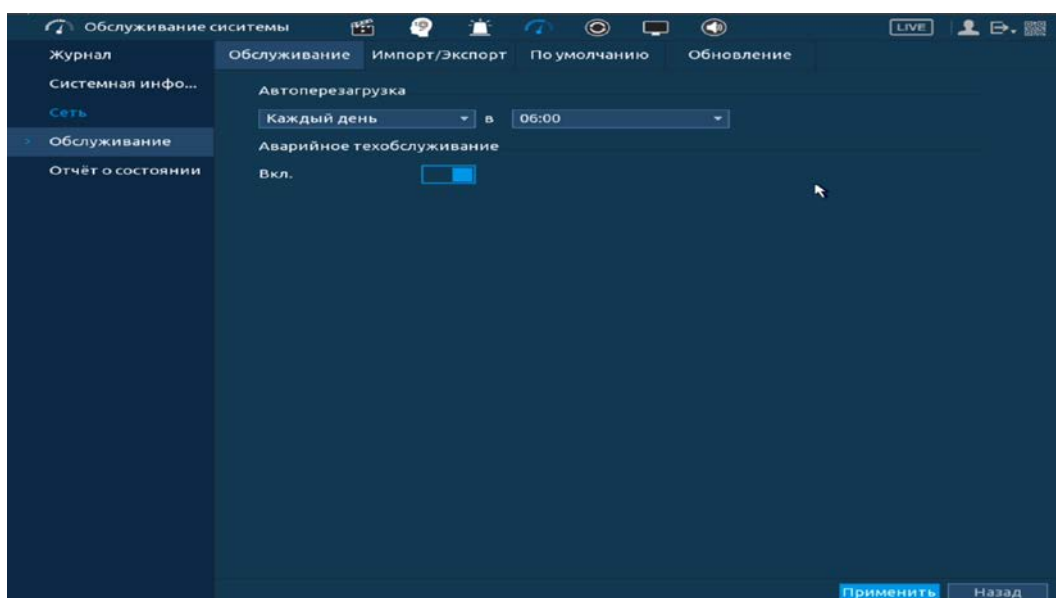 Обслуживание сиситемы
LIVE
Журнал
Системная инфо...
Сеть
Обслуживание
Отчёт о состоянии
Обслуживание Импорт/Экспорт По умолчанию Обновление
Автоперезагрузка
Каждый день в 06:00
Аварийное техобслуживание
Вкл.
Применить Назад